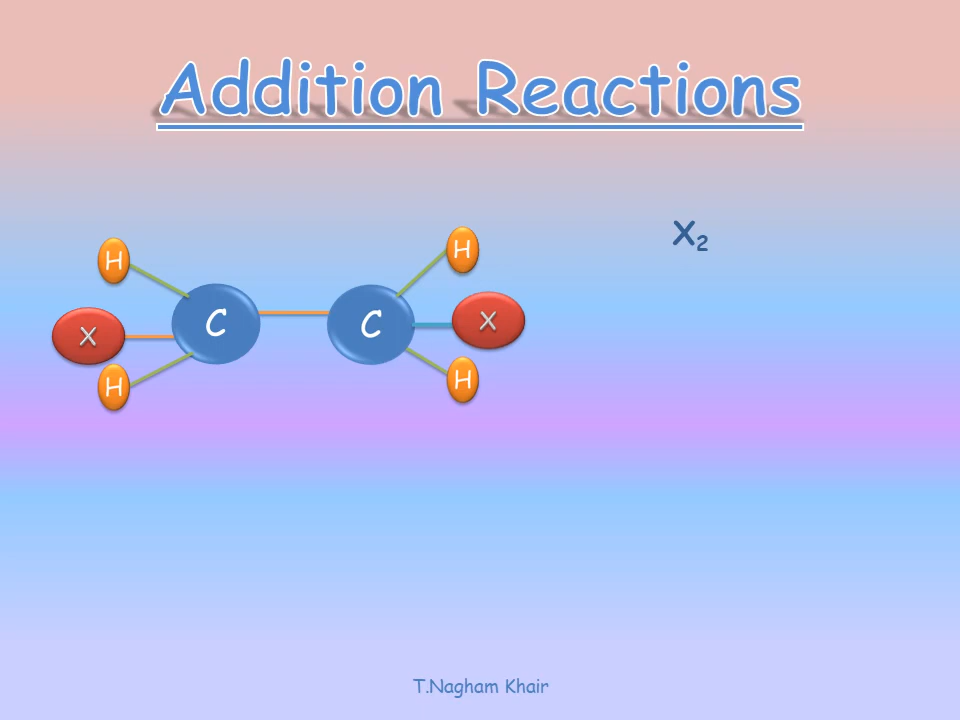 Addition Reactions
X₂
H H
X C C X
H H
T.Nagham Khair